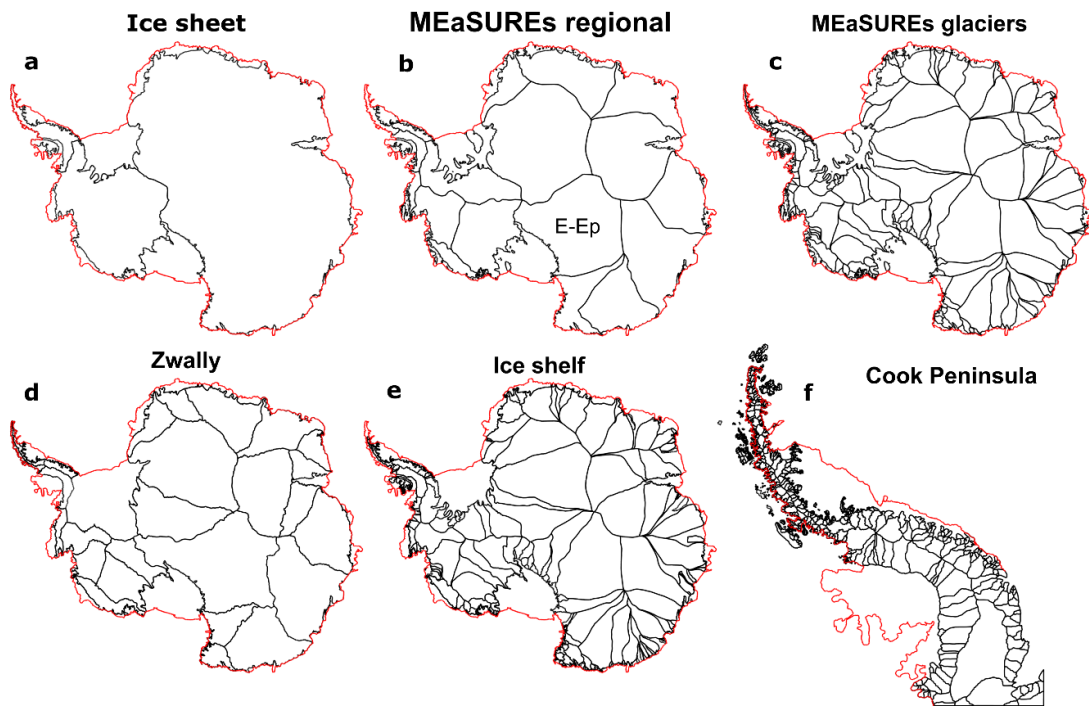 Ice sheet
MEaSUREs regional
MEaSUREs glaciers
a
b
c
E-Ep
Zwally
Ice shelf
Cook Peninsula
d
e
f